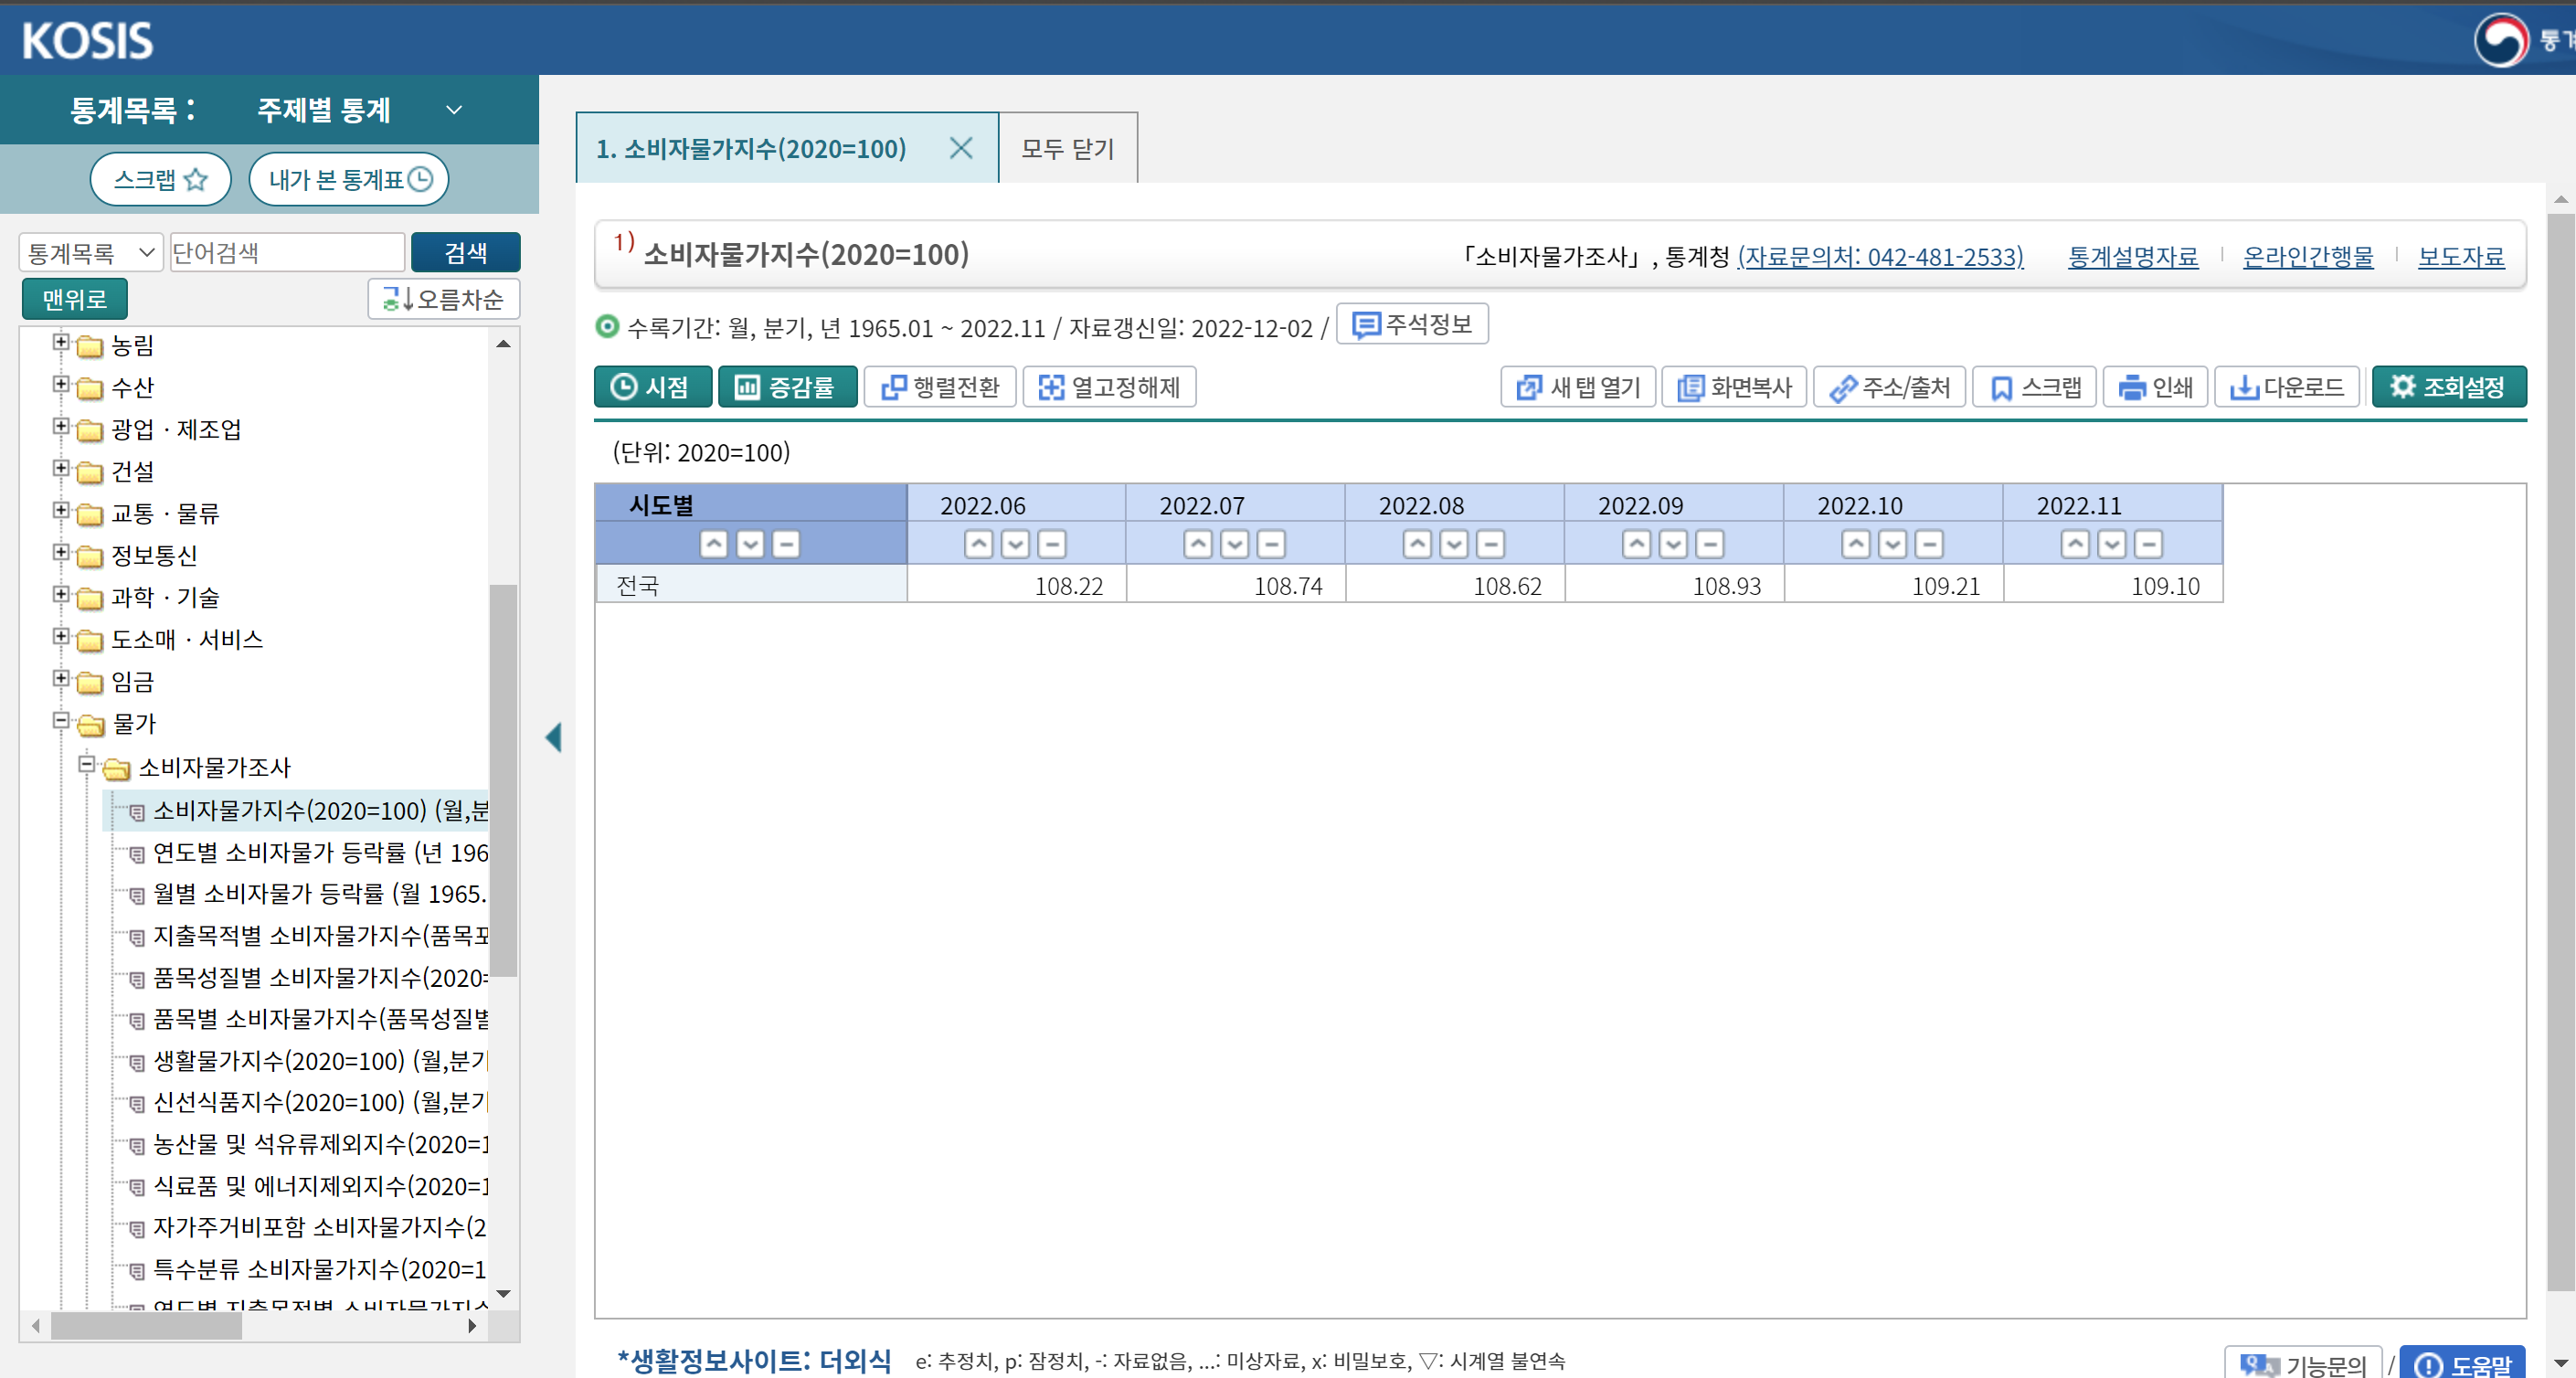 KOSIS
통계목록 : 주제별 통계
스크랩 내가 본 통계표
통계목록 단어검색 검색
맨위로 오름차순
농림
수산
광업 · 제조업
건설
교통 · 물류
정보통신
과학 · 기술
도소매 · 서비스
임금
물가
소비자물가조사
소비자물가지수(2020=100) (월,분
연도별 소비자물가 등락률 (년 196
월별 소비자물가 등락률 (월 1965.
지출목적별 소비자물가지수(품목포
품목성질별 소비자물가지수(2020=
품목별 소비자물가지수(품목성질별
생활물가지수(2020=100) (월,분기
신선식품지수(2020=100) (월,분기
농산물 및 석유류제외지수(2020=1
식료품 및 에너지제외지수(2020=1
자가주거비포함 소비자물가지수(2
특수분류 소비자물가지수(2020=1
연도별 지출목적별 소비자물가지수
1. 소비자물가지수(2020=100) 모두 닫기
1) 소비자물가지수(2020=100) 「소비자물가조사」, 통계청 (자료문의처: 042-481-2533) 통계설명자료 온라인간행물 보도자료
수록기간: 월, 분기, 년 1965.01 ~ 2022.11 / 자료갱신일: 2022-12-02 / 주석정보
시점 증감률 행렬전환 열고정해제 새 탭 열기 화면복사 주소/출처 스크랩 인쇄 다운로드 조회설정
(단위: 2020=100)
시도별 2022.06 2022.07 2022.08 2022.09 2022.10 2022.11
전국 108.22 108.74 108.62 108.93 109.21 109.10
*생활정보사이트: 더외식 e: 추정치, p: 잠정치, -: 자료없음, ...: 미상자료, x: 비밀보호, ▽: 시계열 불연속
기능문의 / 도움말